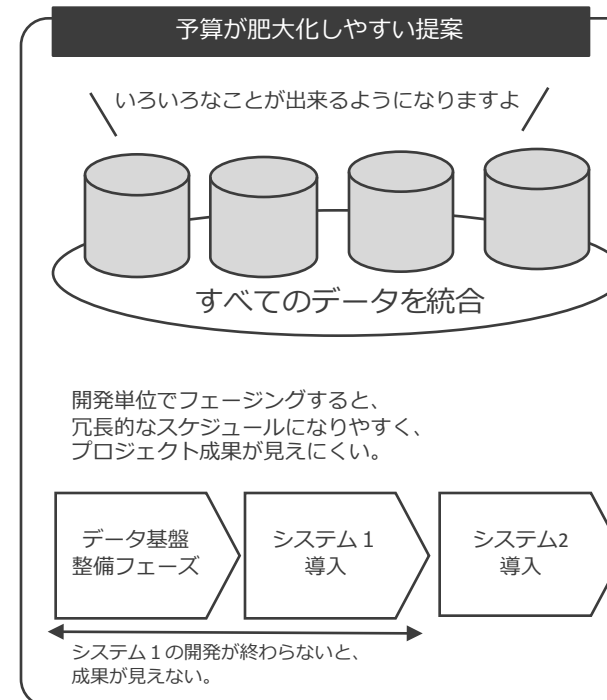 予算が肥大化しやすい提案
いろいろなことが出来るようになりますよ
すべてのデータを統合
開発単位でフェージングすると、
冗長的なスケジュールになりやすく、
プロジェクト成果が見えにくい。
データ基盤
整備フェーズ
システム１
導入
システム2
導入
システム１の開発が終わらないと、
成果が見えない。